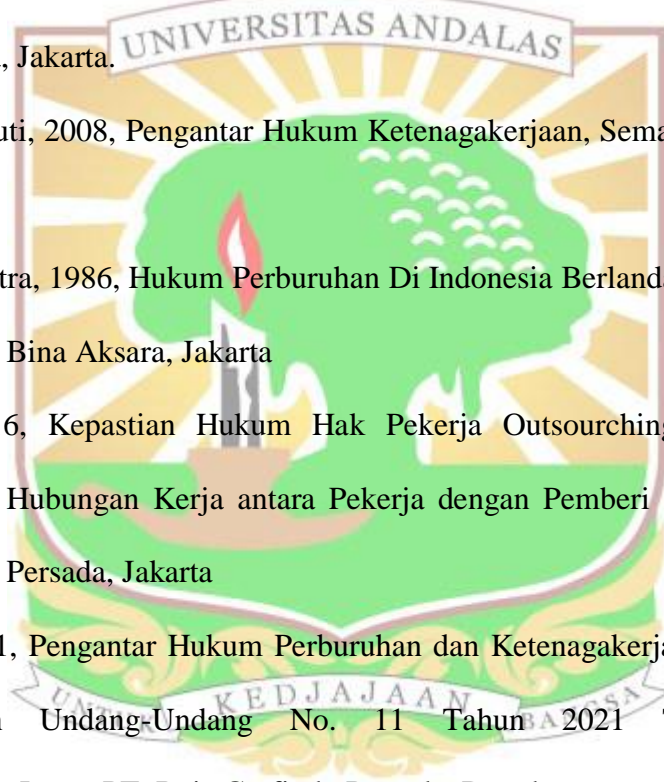 UNIVERSITAS ANDALAS
, Jakarta.
uti, 2008, Pengantar Hukum Ketenagakerjaan, Sema
tra, 1986, Hukum Perburuhan Di Indonesia Berlanda
Bina Aksara, Jakarta
6, Kepastian Hukum Hak Pekerja Outsourching
Hubungan Kerja antara Pekerja dengan Pemberi
Persada, Jakarta
1, Pengantar Hukum Perburuhan dan Ketenagakerja
Undang-Undang No. 11 Tahun 2021
UNTUK KEDJAJAAN BANGSA